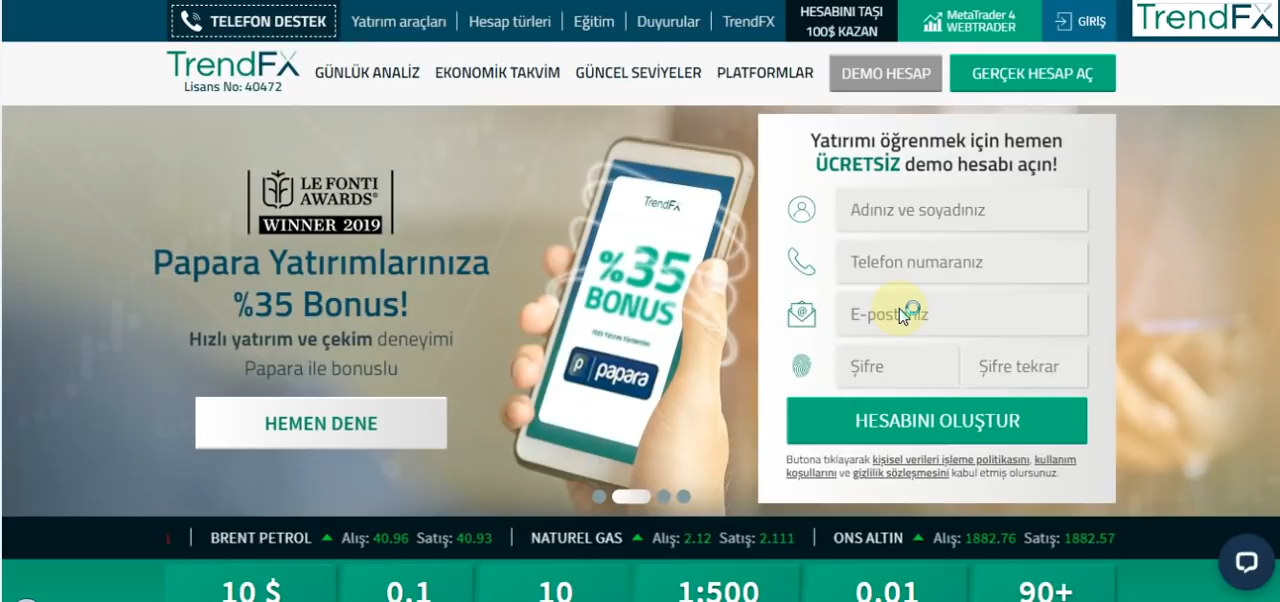 TELEFON DESTEK
Yatırım araçları
Hesap türleri
Eğitim
Duyurular
TrendFX
HESABINI TAŞI
100$ KAZAN
MetaTrader 4
WEBTRADER
GİRİŞ
TrendFX
TrendFX
Lisans No: 40472
GÜNLÜK ANALİZ
EKONOMİK TAKVİM
GÜNCEL SEVİYELER
PLATFORMLAR
DEMO HESAP
GERÇEK HESAP AÇ
LE FONTI
AWARDS®
WINNER 2019
Papara Yatırımlarınıza
%35 Bonus!
Hızlı yatırım ve çekim deneyimi
Papara ile bonuslu
HEMEN DENE
TrendFX
%35
BONUS
papara
Yatırımı öğrenmek için hemen
ÜCRETSİZ demo hesabı açın!
Adınız ve soyadınız
Telefon numaranız
E-postanız
Şifre
Şifre tekrar
HESABINI OLUŞTUR
Butona tıklayarak kişisel verileri işleme politikasını, kullanım
koşullarını ve gizlilik sözleşmesini kabul etmiş olursunuz.
BRENT PETROL Alış: 40.96 Satış: 40.93
NATUREL GAS Alış: 2.12 Satış: 2.111
ONS ALTIN Alış: 1882.76 Satış: 1882.57
10 $
0.1
10
1:500
0.01
90+